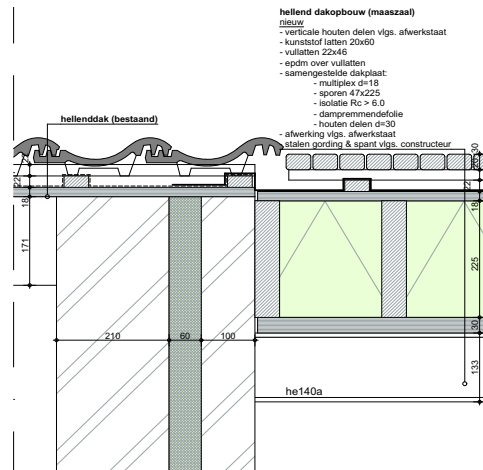 hellend dakopbouw (maaszaal)
nieuw
- verticale houten delen vlgs. afwerkstaat
- kunststof latten 20x60
- vullatten 22x46
- epdm over vullatten
- samengestelde dakplaat:
- multiplex d=18
- sporen 47x225
- isolatie Rc > 6.0
- dampremmendefolie
- houten delen d=30
- afwerking vlgs. afwerkstaat
- stalen gording & spant vlgs. constructeur
hellenddak (bestaand)
22
18
171
30
20
22
18
225
30
133
210
60
100
he140a